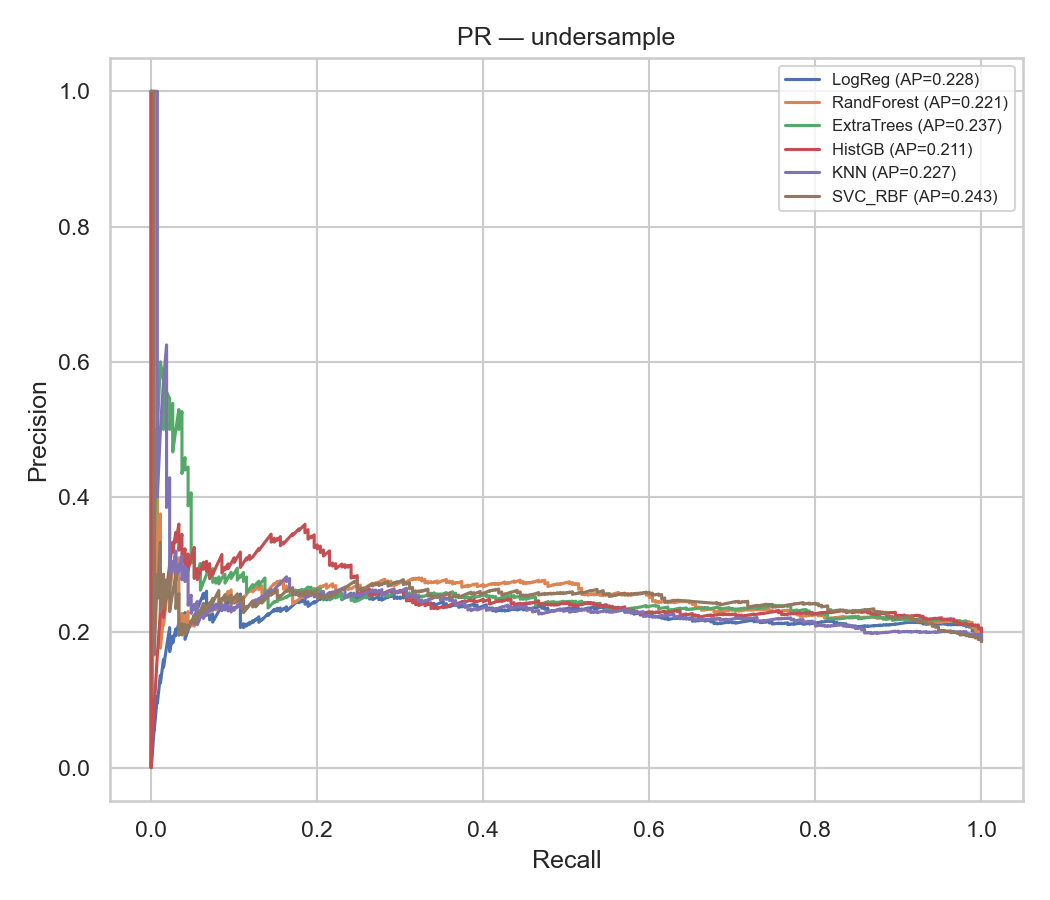 PR — undersample
LogReg (AP=0.228)
RandForest (AP=0.221)
ExtraTrees (AP=0.237)
HistGB (AP=0.211)
KNN (AP=0.227)
SVC_RBF (AP=0.243)
Precision
1.0
0.8
0.6
0.4
0.2
0.0
0.0 0.2 0.4 0.6 0.8 1.0
Recall